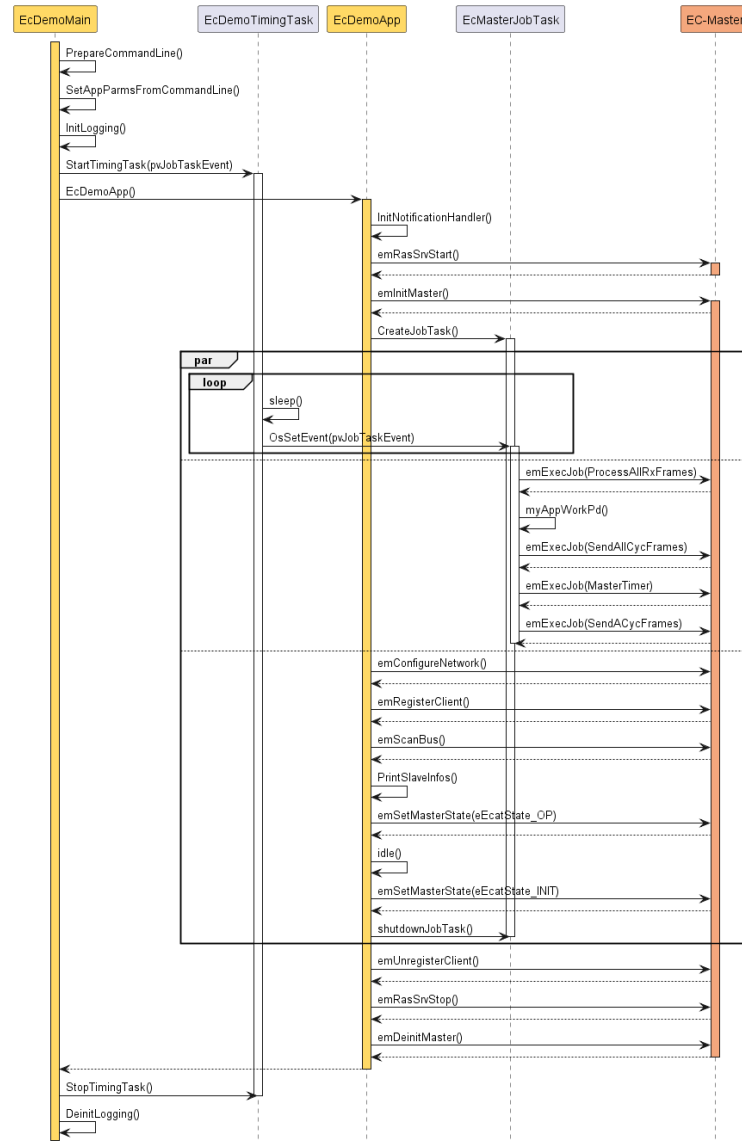 EcDemoMain
EcDemoTimingTask
EcDemoApp
EcMasterJobTask
EC-Master
PrepareCommandLine()
SetAppParmsFromCommandLine()
InitLogging()
StartTimingTask(pvJobTaskEvent)
EcDemoApp()
InitNotificationHandler()
emRasSrvStart()
emInitMaster()
CreateJobTask()
par
loop
sleep()
OsSetEvent(pvJobTaskEvent)
emExecJob(ProcessAllRxFrames)
myAppWorkPd()
emExecJob(SendAllCycFrames)
emExecJob(MasterTimer)
emExecJob(SendACycFrames)
emConfigureNetwork()
emRegisterClient()
emScanBus()
PrintSlaveInfos()
emSetMasterState(eEcatState_OP)
idle()
emSetMasterState(eEcatState_INIT)
shutdownJobTask()
emUnregisterClient()
emRasSrvStop()
emDeinitMaster()
StopTimingTask()
DeinitLogging()